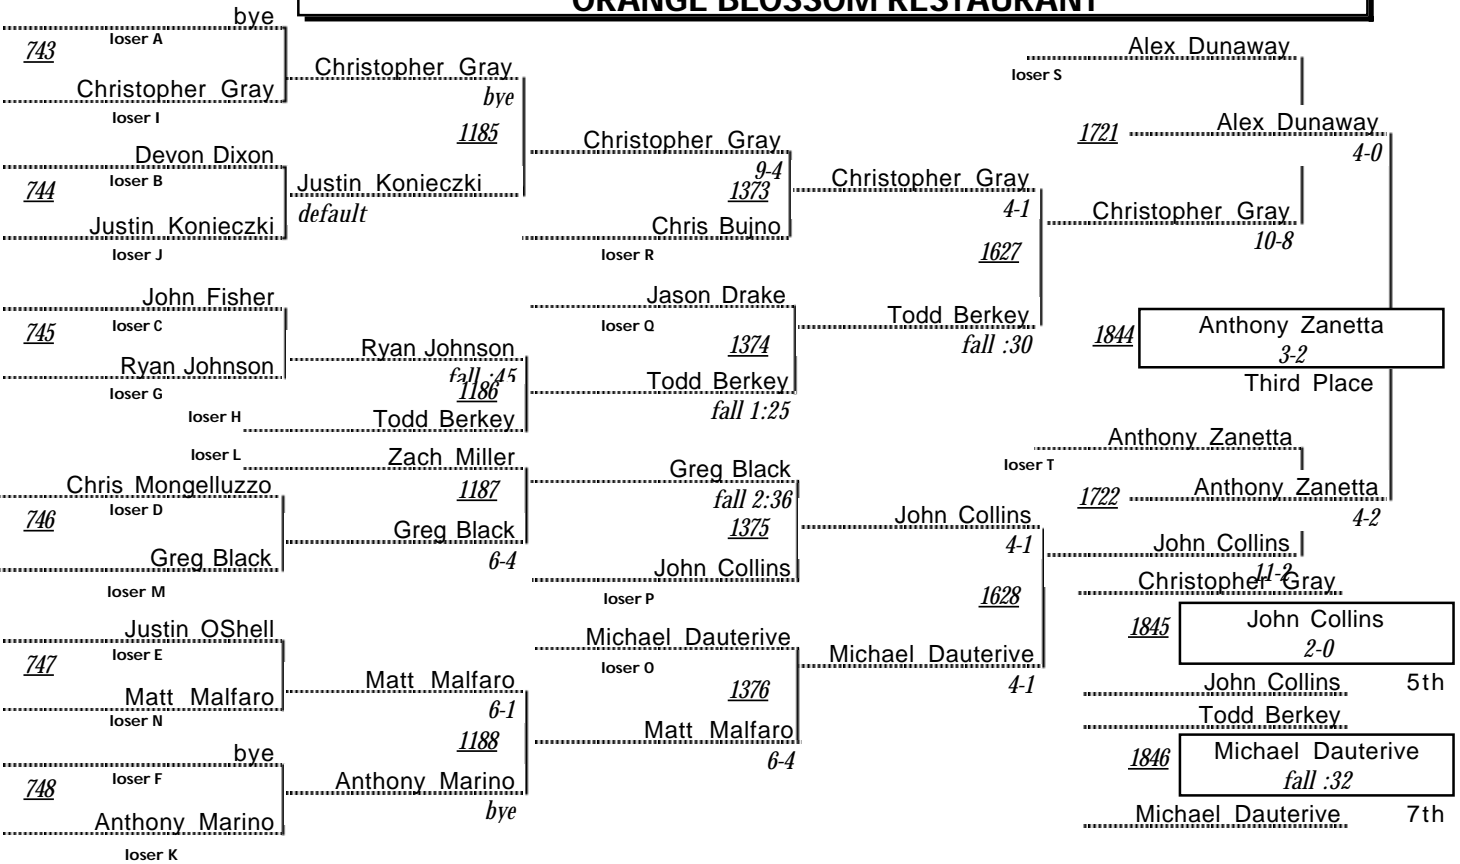 ORANGE BLOSSOM RESTAURANT
bye
loser A
743
Christopher Gray
loser I
Devon Dixon
loser B
744
Justin Konieczki
loser J
John Fisher
loser C
745
Ryan Johnson
loser G
Chris Mongelluzzo
loser D
746
Greg Black
loser M
Justin OShell
loser E
747
Matt Malfaro
loser N
bye
loser F
748
Anthony Marino
loser K
Christopher Gray
bye
1185
Justin Konieczki
default
Ryan Johnson
fall :45
1186
loser H
Todd Berkey
loser L
Zach Miller
1187
Greg Black
6-4
Matt Malfaro
6-1
1188
Anthony Marino
bye
Christopher Gray
9-4
1373
Chris Bujno
loser R
Jason Drake
loser Q
1374
Todd Berkey
fall 1:25
Greg Black
fall 2:36
1375
John Collins
loser P
Michael Dauterive
loser O
1376
Matt Malfaro
6-4
Christopher Gray
4-1
1627
Todd Berkey
fall :30
John Collins
4-1
1628
Michael Dauterive
4-1
Alex Dunaway
loser S
1721
Alex Dunaway
4-0
Christopher Gray
10-8
1844
Anthony Zanetta
3-2
Third Place
Anthony Zanetta
loser T
1722
Anthony Zanetta
4-2
John Collins
11-2
Christopher Gray
1845
John Collins
2-0
John Collins
5th
Todd Berkey
1846
Michael Dauterive
fall :32
Michael Dauterive
7th